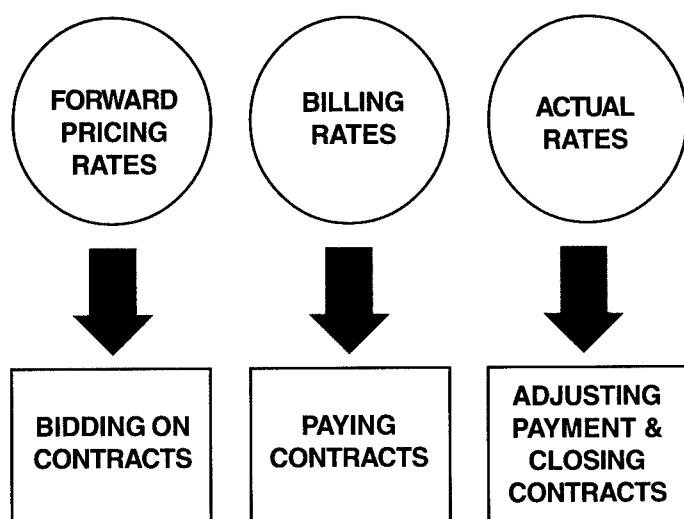 FORWARD
PRICING
RATES
BILLING
RATES
ACTUAL
RATES
BIDDING ON
CONTRACTS
PAYING
CONTRACTS
ADJUSTING
PAYMENT &
CLOSING
CONTRACTS